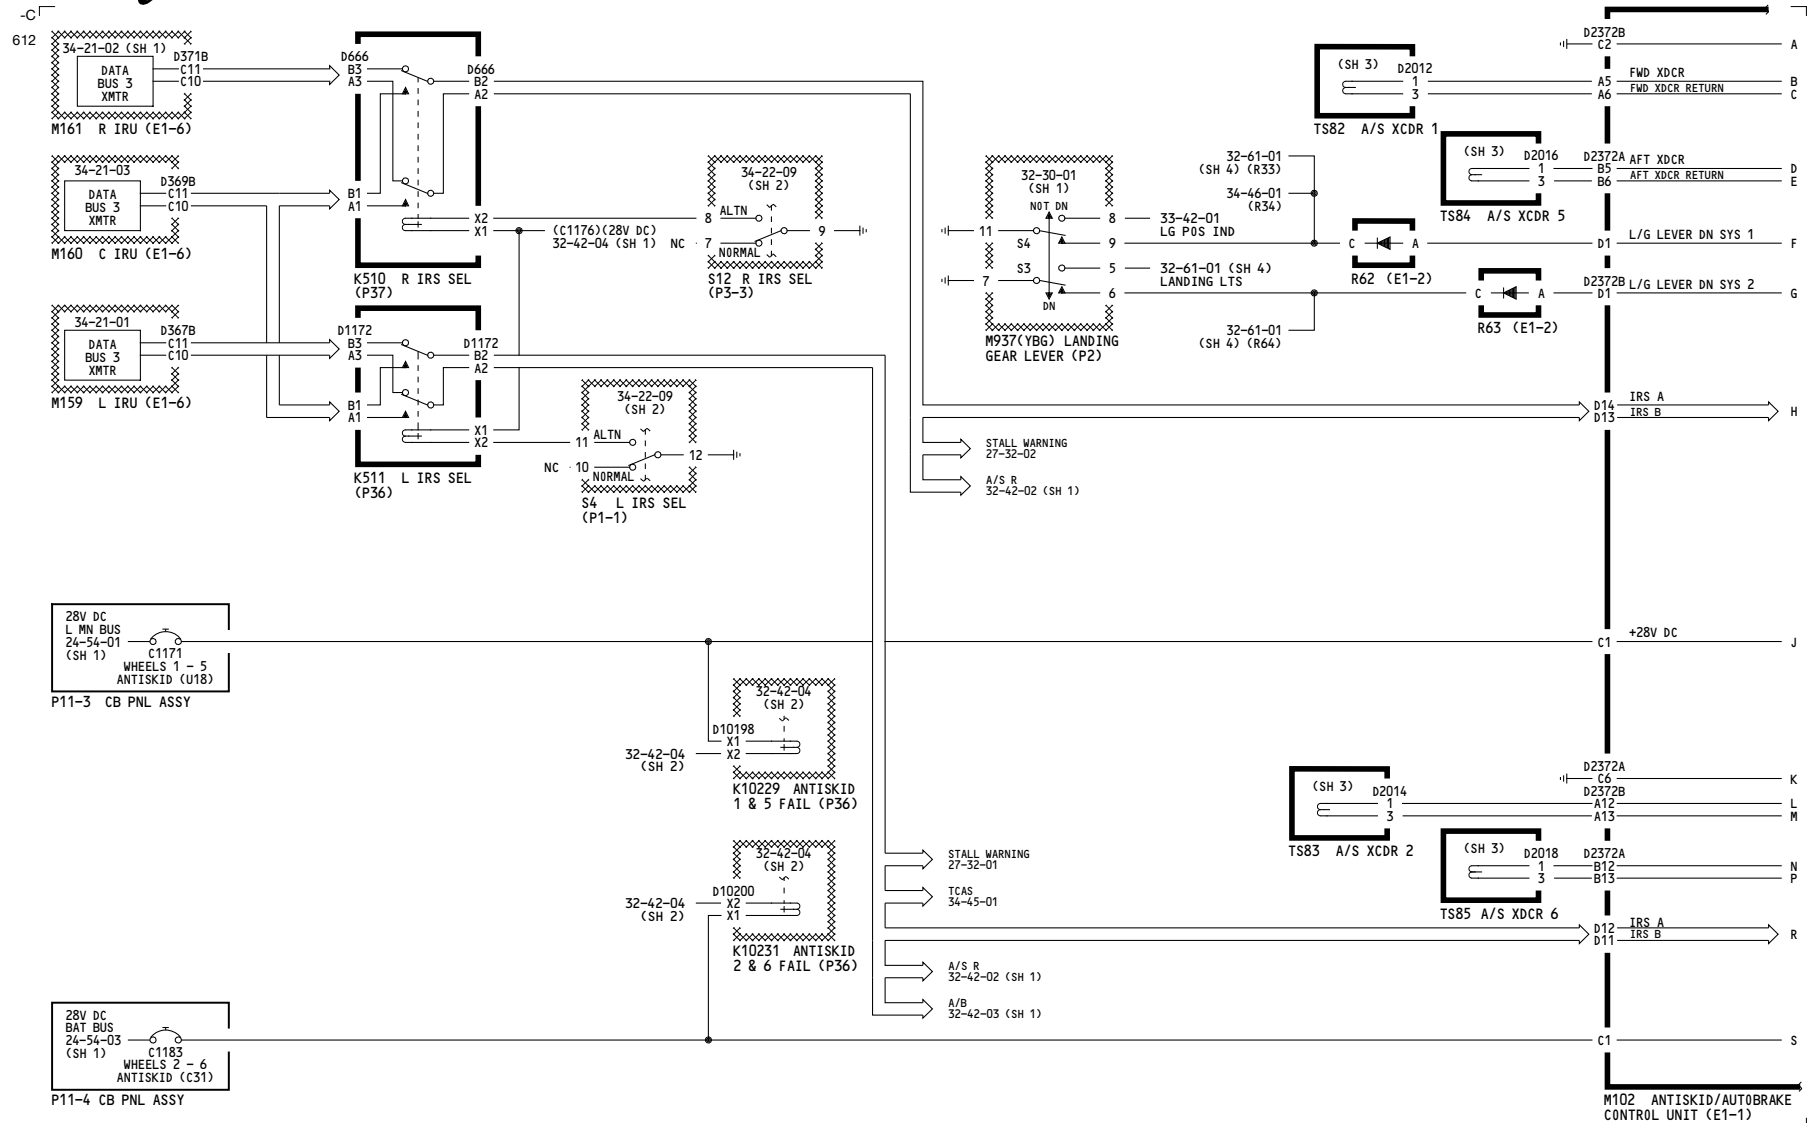 -C
612
34-21-02 (SH 1)
DATA
BUS 3
XMTR
D371B
C11
C10
M161 R IRU (E1-6)
34-21-03
DATA
BUS 3
XMTR
D369B
C11
C10
M160 C IRU (E1-6)
34-21-01
DATA
BUS 3
XMTR
D367B
C11
C10
M159 L IRU (E1-6)
D666
B3
A3
B1
A1
D666
B2
A2
X2
X1
K510 R IRS SEL
(P37)
D1172
B3
A3
B1
A1
D1172
B2
A2
X1
X2
K511 L IRS SEL
(P36)
(C1176)(28V DC)
32-42-04 (SH 1)
34-22-09
(SH 2)
8 ALTN
NC 7
NORMAL
9
S12 R IRS SEL
(P3-3)
34-22-09
(SH 2)
11 ALTN
NC 10
NORMAL
12
S4 L IRS SEL
(P1-1)
32-30-01
(SH 1)
NOT DN
11
S4
8
9
S3
7
5
6
DN
M937(YBG) LANDING
GEAR LEVER (P2)
33-42-01
LG POS IND
32-61-01 (SH 4)
LANDING LTS
32-61-01
(SH 4) (R33)
34-46-01
(R34)
32-61-01
(SH 4) (R64)
(SH 3)
D2012
1
3
TS82 A/S XCDR 1
(SH 3)
D2016
1
3
TS84 A/S XCDR 5
C A
R62 (E1-2)
C A
R63 (E1-2)
D2372B
C2
A
A5 FWD XDCR B
A6 FWD XDCR RETURN C
D2372A
B5 AFT XDCR D
B6 AFT XDCR RETURN E
D1 L/G LEVER DN SYS 1 F
D2372B
D1 L/G LEVER DN SYS 2 G
D14 IRS A
D13 IRS B
H
STALL WARNING
27-32-02
A/S R
32-42-02 (SH 1)
28V DC
L MN BUS
24-54-01
(SH 1)
C1171
WHEELS 1 - 5
ANTISKID (U18)
P11-3 CB PNL ASSY
C1 +28V DC J
32-42-04
(SH 2)
D10198
X1
X2
32-42-04
(SH 2)
K10229 ANTISKID
1 & 5 FAIL (P36)
32-42-04
(SH 2)
D10200
X2
X1
32-42-04
(SH 2)
K10231 ANTISKID
2 & 6 FAIL (P36)
(SH 3)
D2014
1
3
TS83 A/S XCDR 2
(SH 3)
D2018
1
3
TS85 A/S XDCR 6
D2372A
C6 K
D2372B
A12 L
A13 M
D2372A
B12 N
B13 P
STALL WARNING
27-32-01
TCAS
34-45-01
D12 IRS A
D11 IRS B
R
A/S R
32-42-02 (SH 1)
A/B
32-42-03 (SH 1)
28V DC
BAT BUS
24-54-03
(SH 1)
C1183
WHEELS 2 - 6
ANTISKID (C31)
P11-4 CB PNL ASSY
C1 S
M102 ANTISKID/AUTOBRAKE
CONTROL UNIT (E1-1)